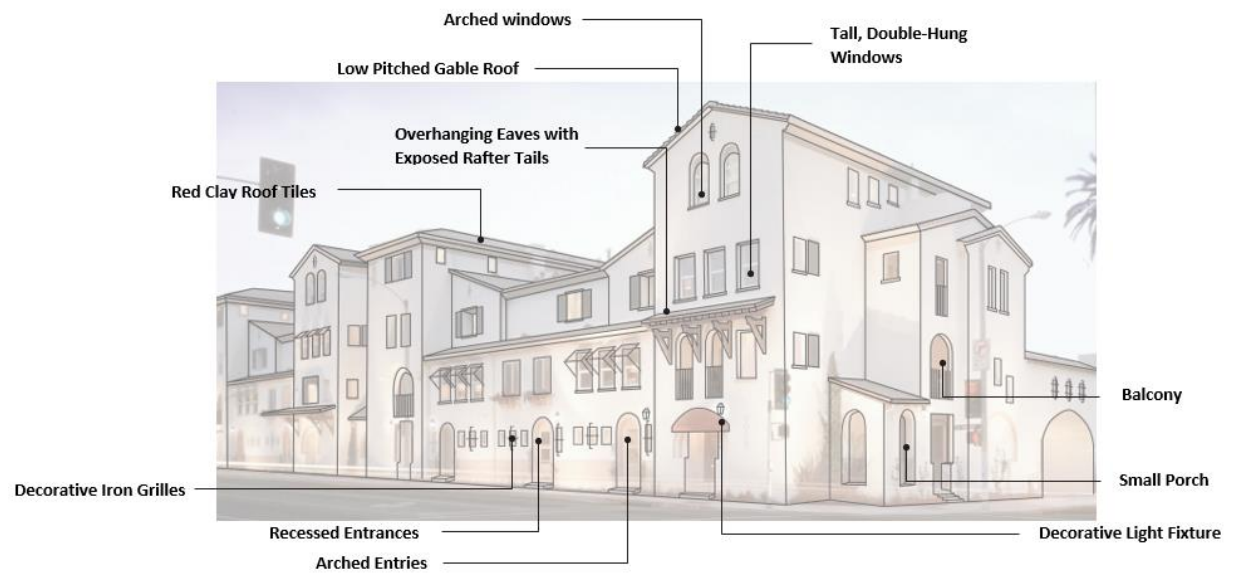 Arched windows
Tall, Double-Hung
Windows
Low Pitched Gable Roof
Overhanging Eaves with
Exposed Rafter Tails
Red Clay Roof Tiles
Balcony
Small Porch
Decorative Iron Grilles
Recessed Entrances
Decorative Light Fixture
Arched Entries